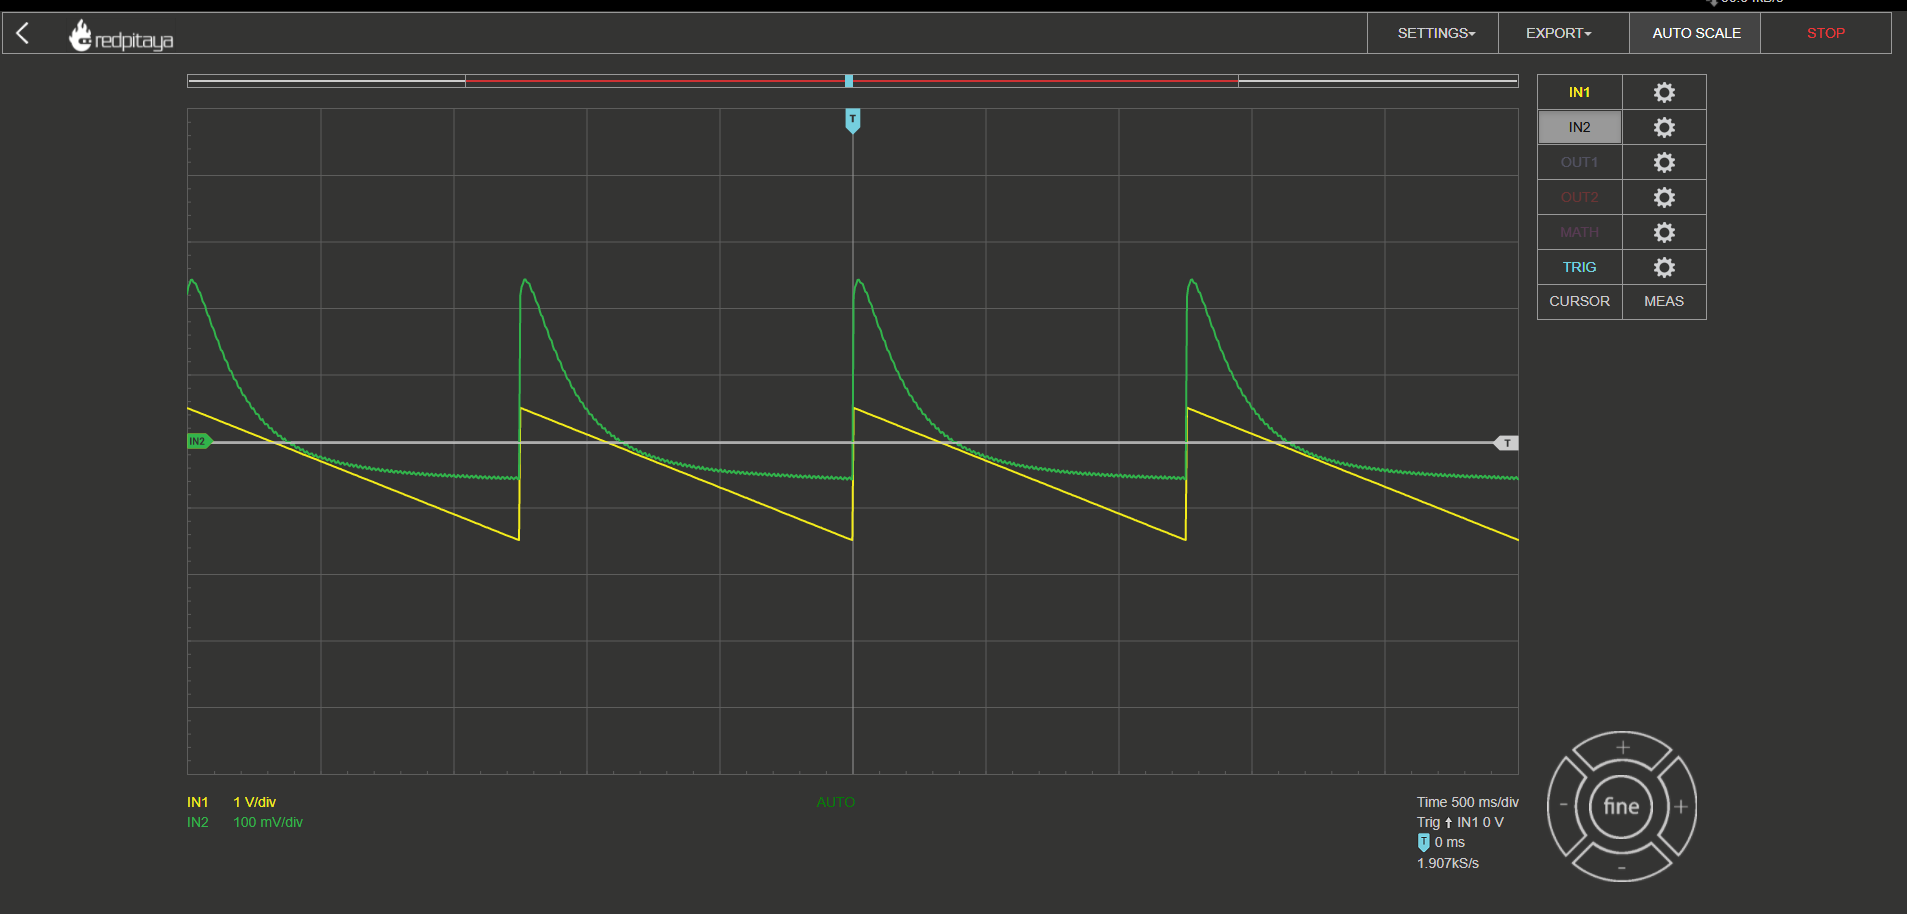 redpitaya
SETTINGS
EXPORT
AUTO SCALE
STOP
T
IN1
IN2
OUT1
OUT2
MATH
TRIG
CURSOR
MEAS
IN2
T
IN1 1 V/div
IN2 100 mV/div
AUTO
Time 500 ms/div
Trig ↑ IN1 0 V
T 0 ms
1.907kS/s
+
- fine +
-